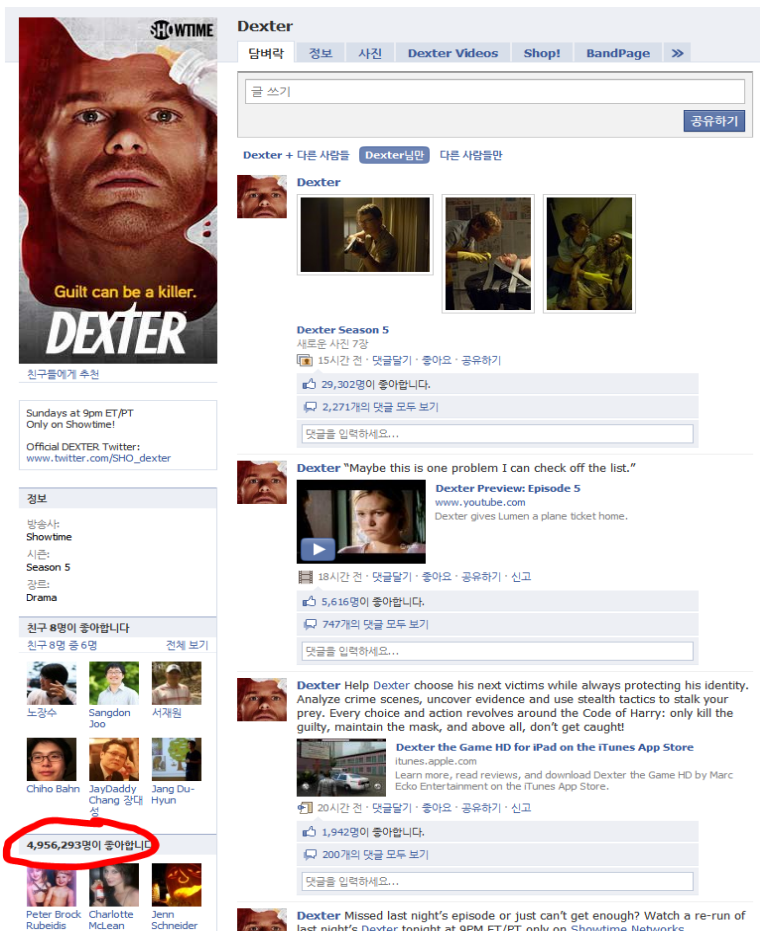 SHOWTIME
Guilt can be a killer.
DEXTER
친구들에게 추천
Sundays at 9pm ET/PT
Only on Showtime!
Official DEXTER Twitter:
www.twitter.com/SHO_dexter
정보
방송사:
Showtime
시즌:
Season 5
장르:
Drama
친구 8명이 좋아합니다
친구 8명 중 6명 전체 보기
노장수 Sangdon Joo 서재원
Chiho Bahn JayDaddy Chang 장대성 Jang Du-Hyun
4,956,293명이 좋아합니다
Peter Brock Rubeidis Charlotte McLean Jenn Schneider
Dexter
담벼락 정보 사진 Dexter Videos Shop! BandPage »
글 쓰기
공유하기
Dexter + 다른 사람들 Dexter님만 다른 사람들만
Dexter
Dexter Season 5
새로운 사진 7장
15시간 전 · 댓글달기 · 좋아요 · 공유하기
29,302명이 좋아합니다.
2,271개의 댓글 모두 보기
댓글을 입력하세요...
Dexter “Maybe this is one problem I can check off the list.”
Dexter Preview: Episode 5
www.youtube.com
Dexter gives Lumen a plane ticket home.
18시간 전 · 댓글달기 · 좋아요 · 공유하기 · 신고
5,616명이 좋아합니다.
747개의 댓글 모두 보기
댓글을 입력하세요...
Dexter Help Dexter choose his next victims while always protecting his identity.
Analyze crime scenes, uncover evidence and use stealth tactics to stalk your
prey. Every choice and action revolves around the Code of Harry: only kill the
guilty, maintain the mask, and above all, don’t get caught!
Dexter the Game HD for iPad on the iTunes App Store
itunes.apple.com
Learn more, read reviews, and download Dexter the Game HD by Marc
Ecko Entertainment on the iTunes App Store.
20시간 전 · 댓글달기 · 좋아요 · 공유하기 · 신고
1,942명이 좋아합니다.
200개의 댓글 모두 보기
댓글을 입력하세요...
Dexter Missed last night’s episode or just can’t get enough? Watch a re-run of
last night’s Dexter tonight at 9PM ET/PT only on Showtime Networks